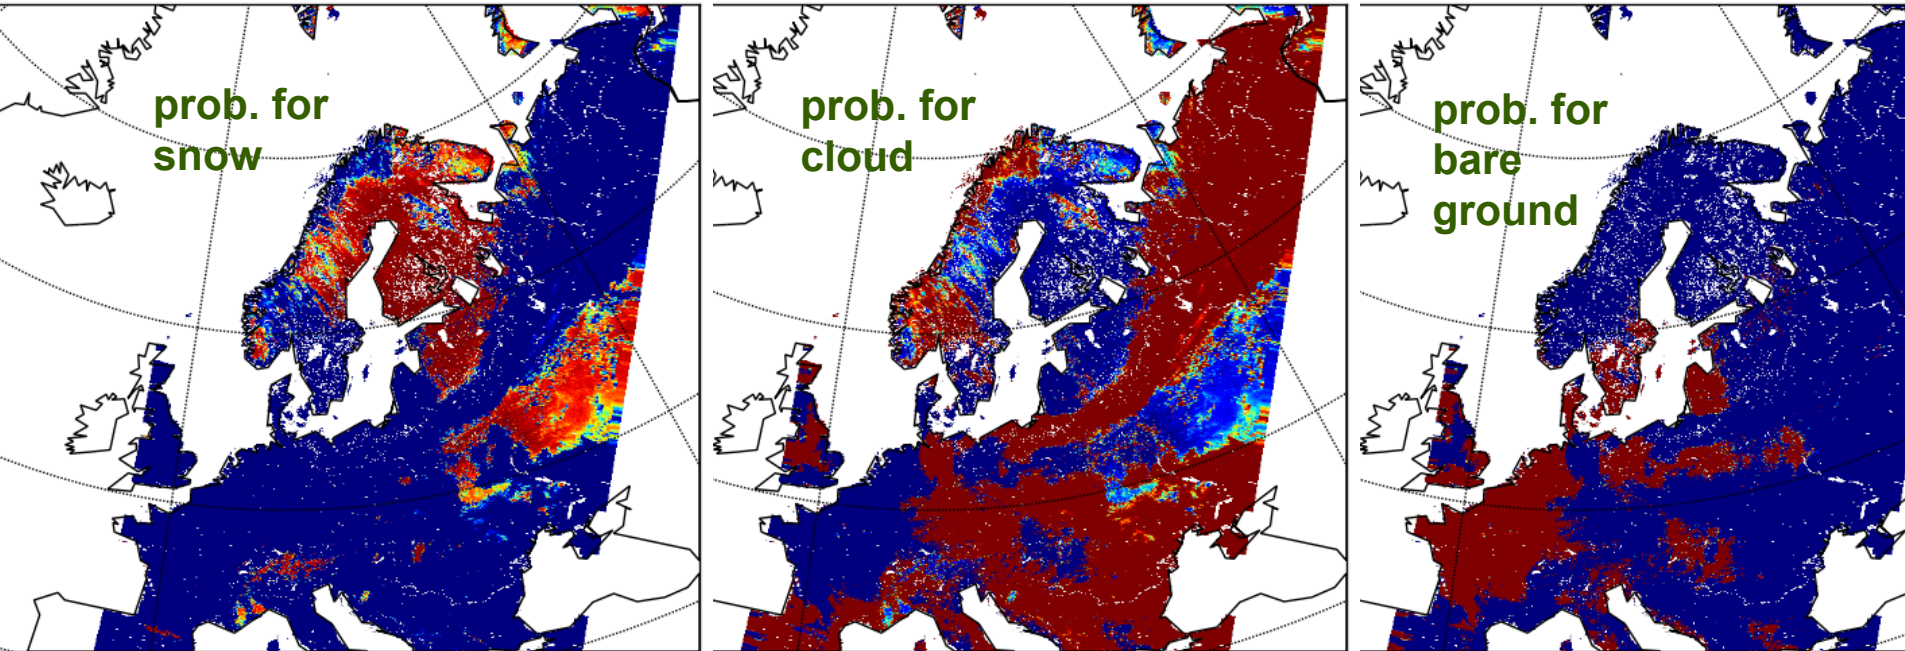 prob. for
snow
prob. for
cloud
prob. for
bare
ground